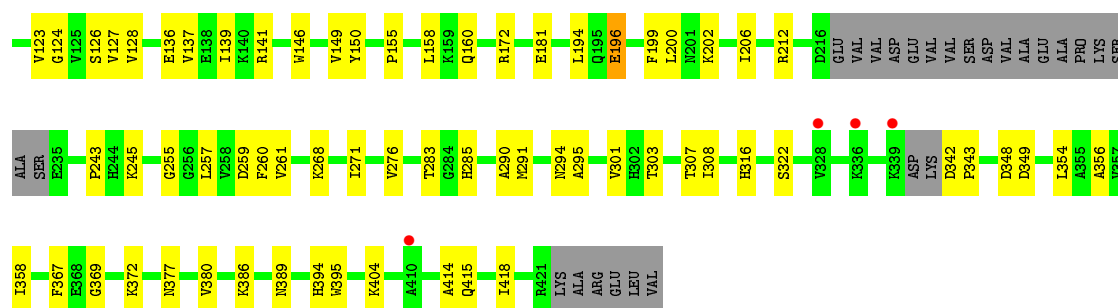 V123 G124 V125 S126 V127 V128 E136 V137 E138 I139 K140 R141 W146 V149 Y150 P155 L158 K159 Q160 R172 E181 L194 Q195 E196 F199 L200 N201 K202 I206 R212 D216 GLU VAL VAL ASP GLU VAL VAL SER ASP VAL ALA GLU ALA PRO LYS SER
ALA SER E235 P243 H244 K245 G255 G256 L257 V258 D259 F260 V261 K268 I271 V276 T283 G284 H285 A290 M291 N294 A295 V301 H302 T303 T307 I308 H316 S322 V328 K336 K339 ASP LYS D342 P343 D348 D349 L354 A355 A356 V357
I358 F367 E368 G369 K372 N377 V380 K386 N389 H394 W395 K404 A410 A414 Q415 I418 R421 LYS ALA ARG GLU LEU VAL